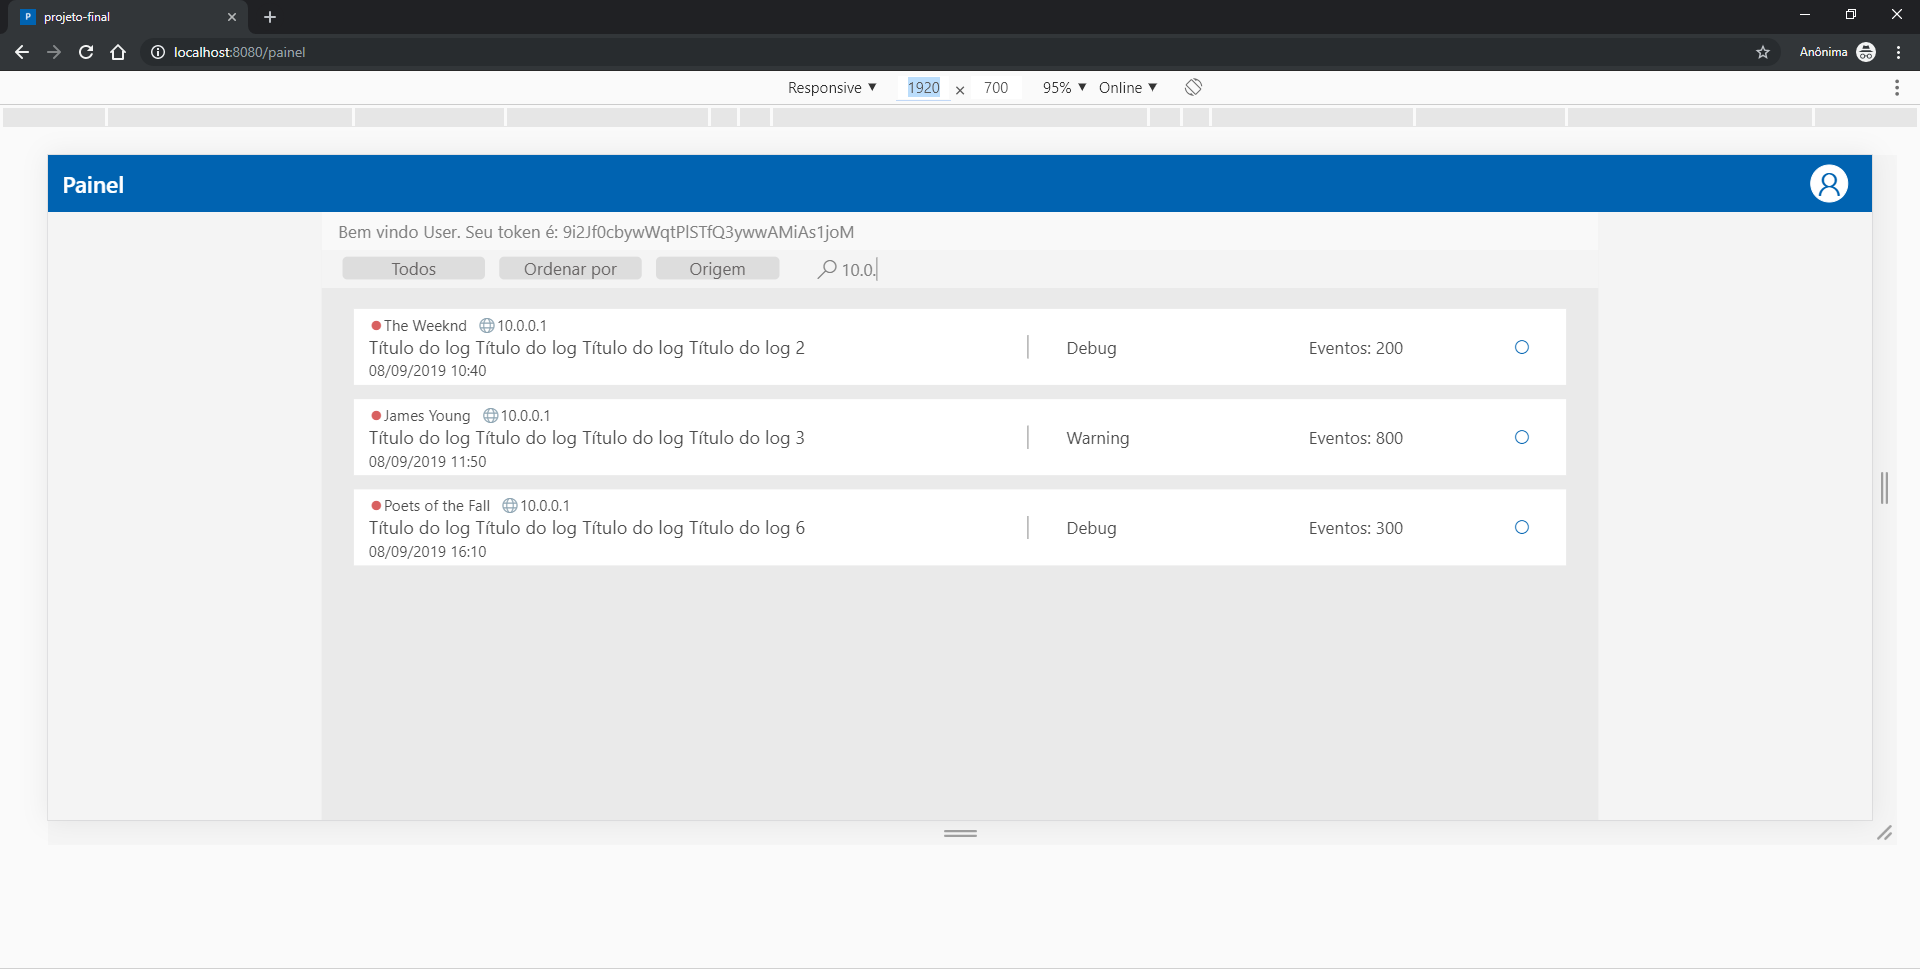 projeto-final
localhost:8080/painel
Anônima
Responsive ▼ 1920 × 700 95% ▼ Online ▼
Painel
Bem vindo User. Seu token é: 9i2Jf0cbywWqtPlSTfQ3ywwAMiAs1joM
Todos Ordenar por Origem 10.0.
The Weeknd 10.0.0.1
Título do log Título do log Título do log Título do log 2
Debug Eventos: 200
08/09/2019 10:40
James Young 10.0.0.1
Título do log Título do log Título do log Título do log 3
Warning Eventos: 800
08/09/2019 11:50
Poets of the Fall 10.0.0.1
Título do log Título do log Título do log Título do log 6
Debug Eventos: 300
08/09/2019 16:10